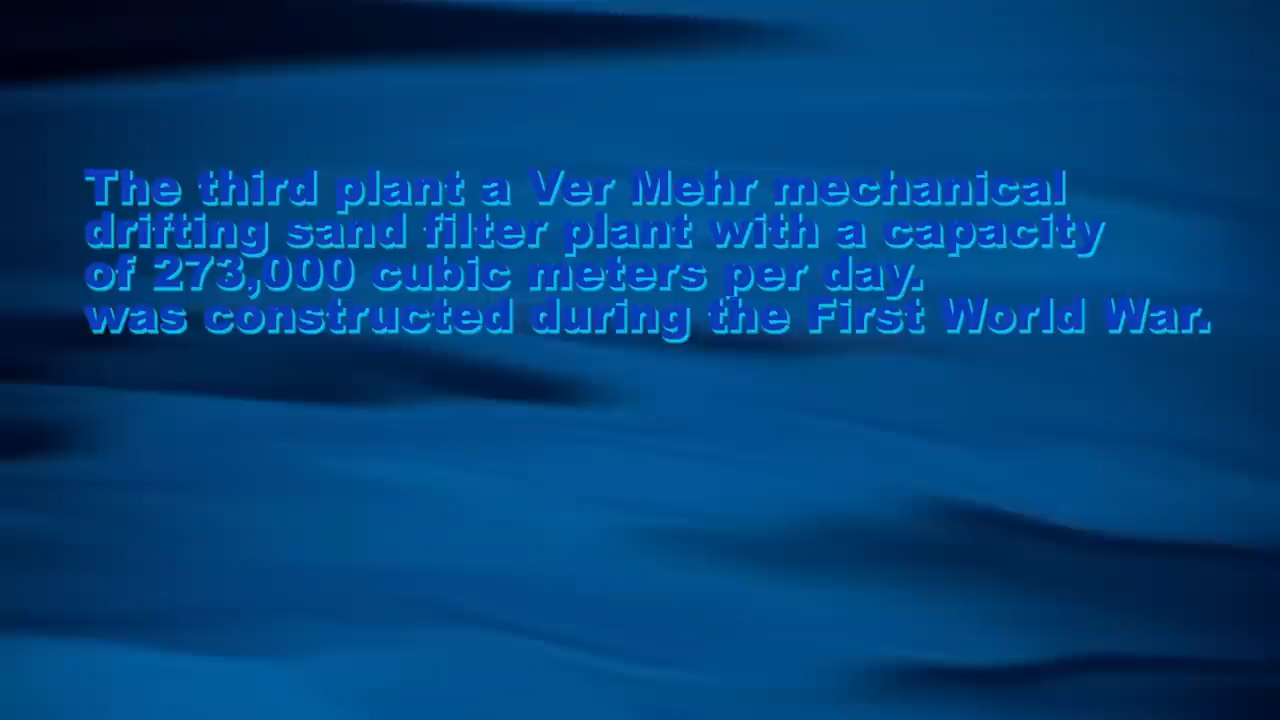 The third plant a Ver Mehr mechanical
drifting sand filter plant with a capacity
of 273,000 cubic meters per day.
was constructed during the First World War.